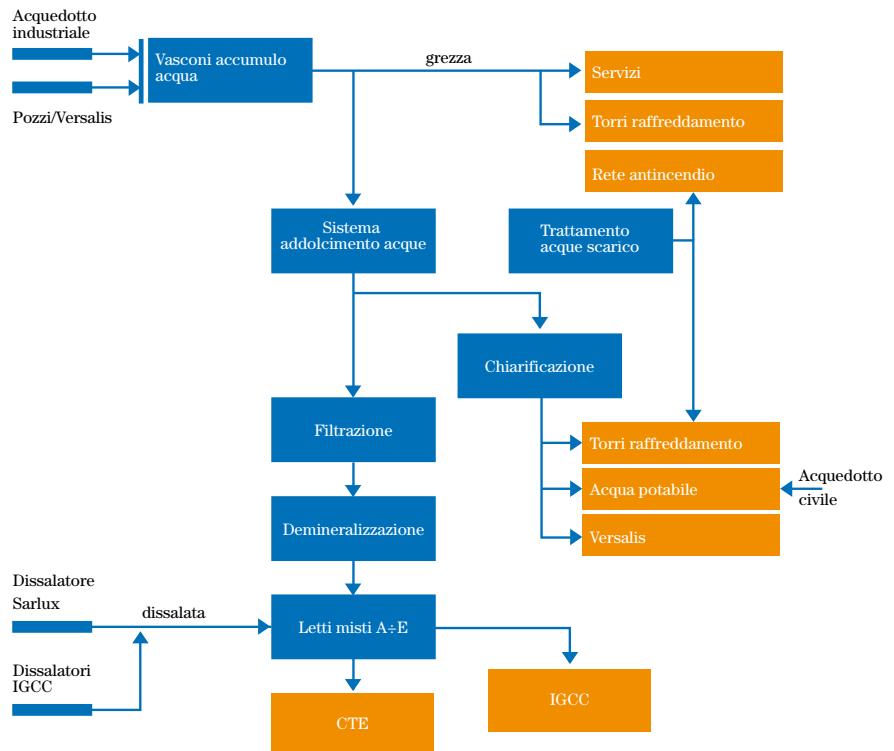 Acquedotto
industriale
Pozzi/Versalis
Vasconi accumulo
acqua
grezza
Servizi
Torri raffreddamento
Rete antincendio
Sistema
addolcimento acque
Trattamento
acque scarico
Chiarificazione
Filtrazione
Torri raffreddamento
Acqua potabile
Versalis
Acquedotto
civile
Demineralizzazione
Dissalatore
Sarlux
dissalata
Letti misti A÷E
Dissalatori
IGCC
CTE
IGCC